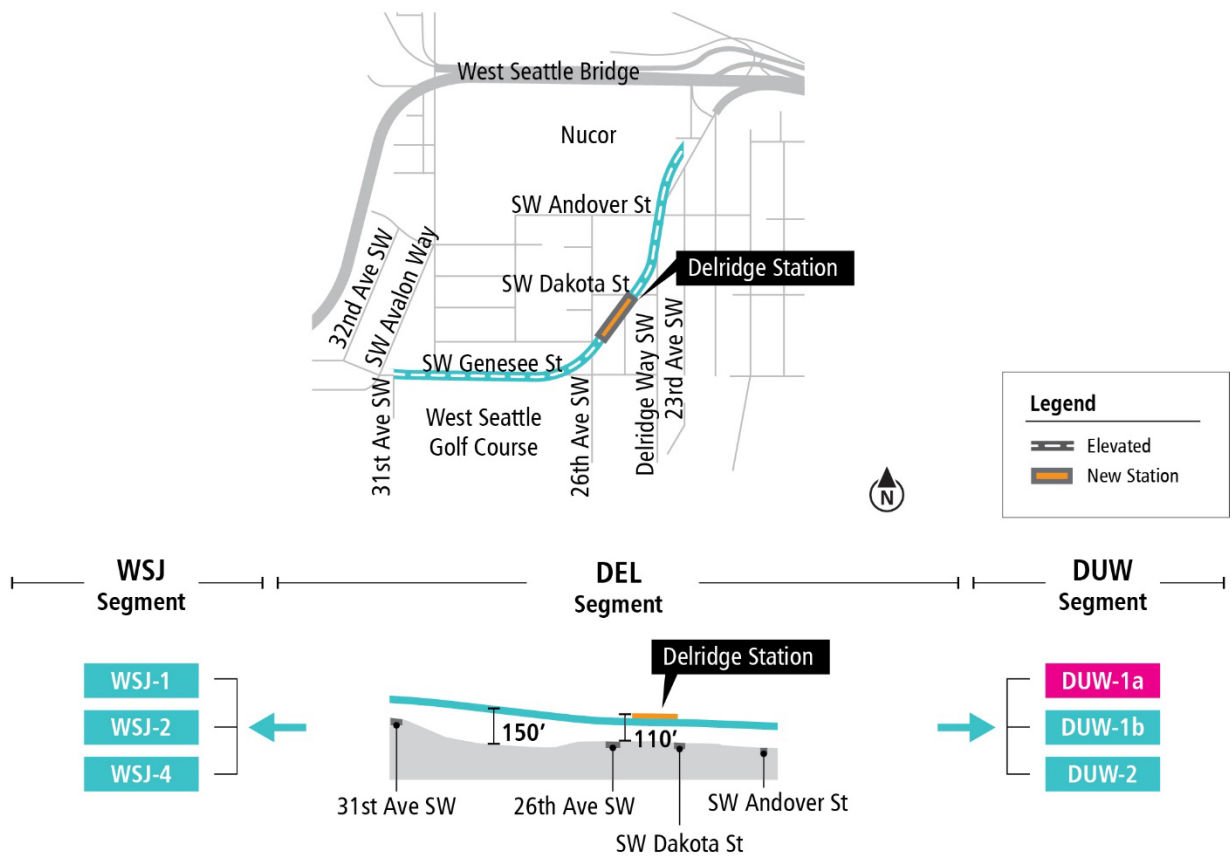 West Seattle Bridge
Nucor
SW Andover St
32nd Ave SW
SW Avalon Way
SW Dakota St
Delridge Station
SW Genesee St
31st Ave SW
West Seattle
Golf Course
26th Ave SW
Delridge Way SW
23rd Ave SW
Legend
Elevated
New Station
N
WSJ
Segment
DEL
Segment
DUW
Segment
WSJ-1
WSJ-2
WSJ-4
Delridge Station
150’
110’
31st Ave SW
26th Ave SW
SW Dakota St
SW Andover St
DUW-1a
DUW-1b
DUW-2